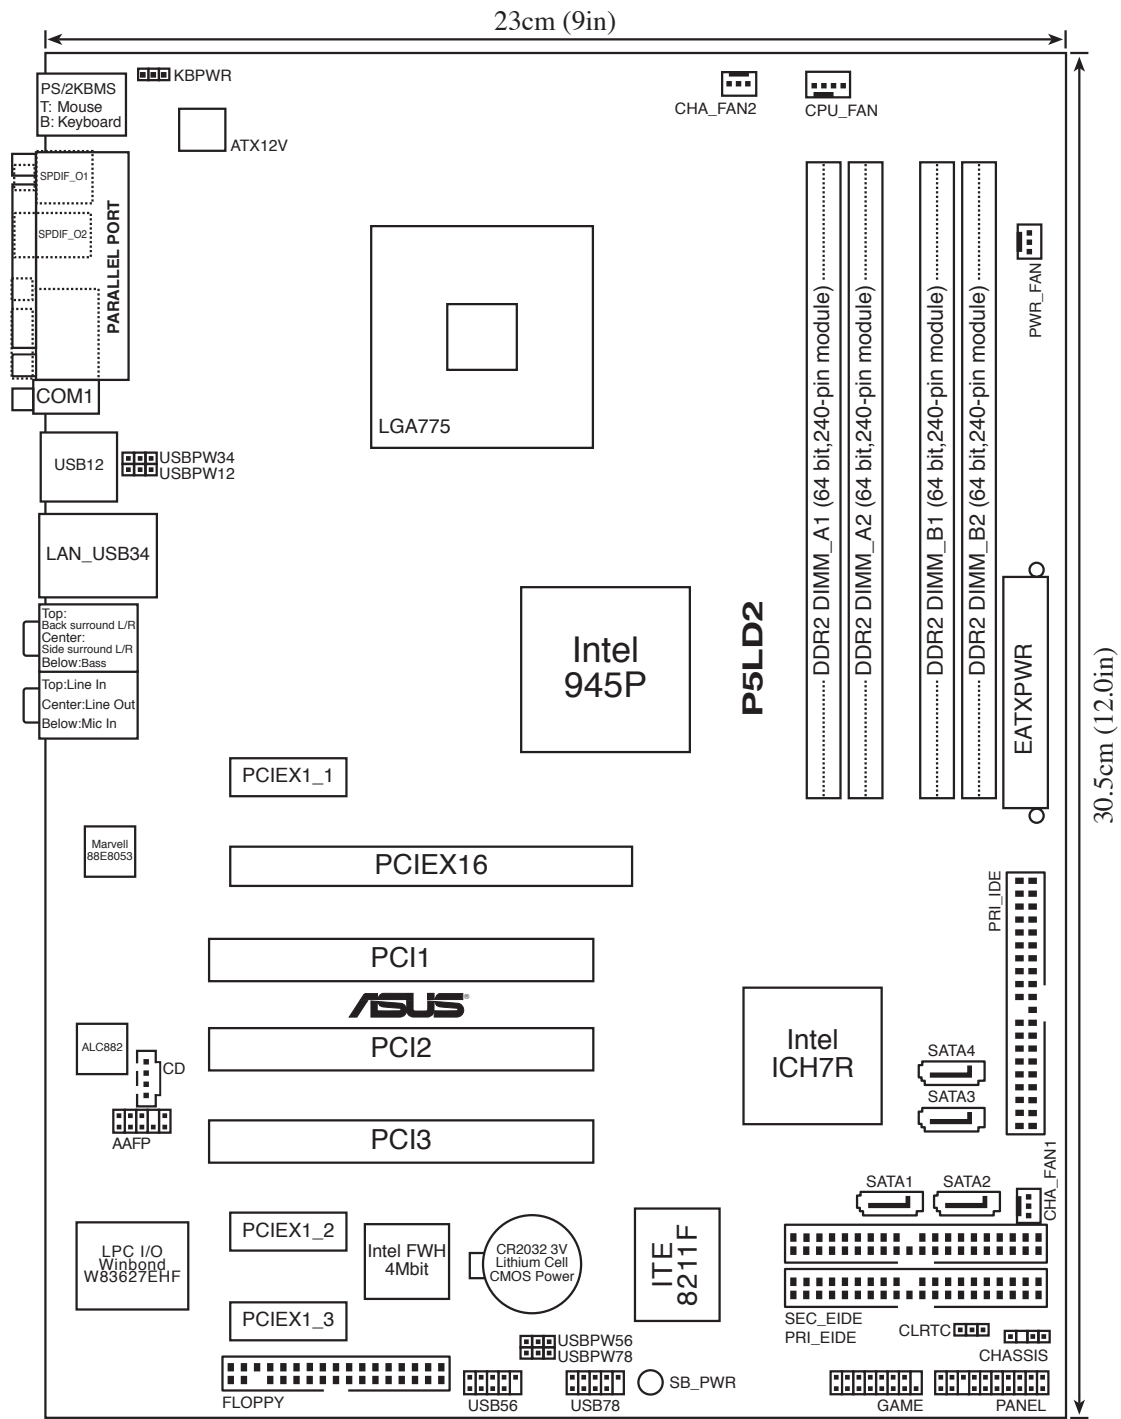 23cm (9in)
PS/2KBMS
T: Mouse
B: Keyboard
KBPWR
CHA_FAN2
CPU_FAN
ATX12V
SPDIF_O1
SPDIF_O2
PARALLEL PORT
PWR_FAN
COM1
LGA775
DDR2 DIMM_A1 (64 bit,240-pin module)
DDR2 DIMM_A2 (64 bit,240-pin module)
DDR2 DIMM_B1 (64 bit,240-pin module)
DDR2 DIMM_B2 (64 bit,240-pin module)
USB12
USBPW34
USBPW12
LAN_USB34
Top:
Back surround L/R
Center:
Side surround L/R
Below:Bass
Top:Line In
Center:Line Out
Below:Mic In
Intel
945P
P5LD2
EATXPWR
30.5cm (12.0in)
PCIEX1_1
Marvell
88E8053
PCIEX16
PRI_IDE
PCI1
ASUS®
ALC882
CD
PCI2
Intel
ICH7R
SATA4
SATA3
AAFP
PCI3
SATA1
SATA2
CHA_FAN1
LPC I/O
Winbond
W83627EHF
PCIEX1_2
Intel FWH
4Mbit
CR2032 3V
Lithium Cell
CMOS Power
ITE
8211F
PCIEX1_3
SEC_EIDE
PRI_EIDE
CLRTC
CHASSIS
USBPW56
USBPW78
FLOPPY
USB56
USB78
SB_PWR
GAME
PANEL